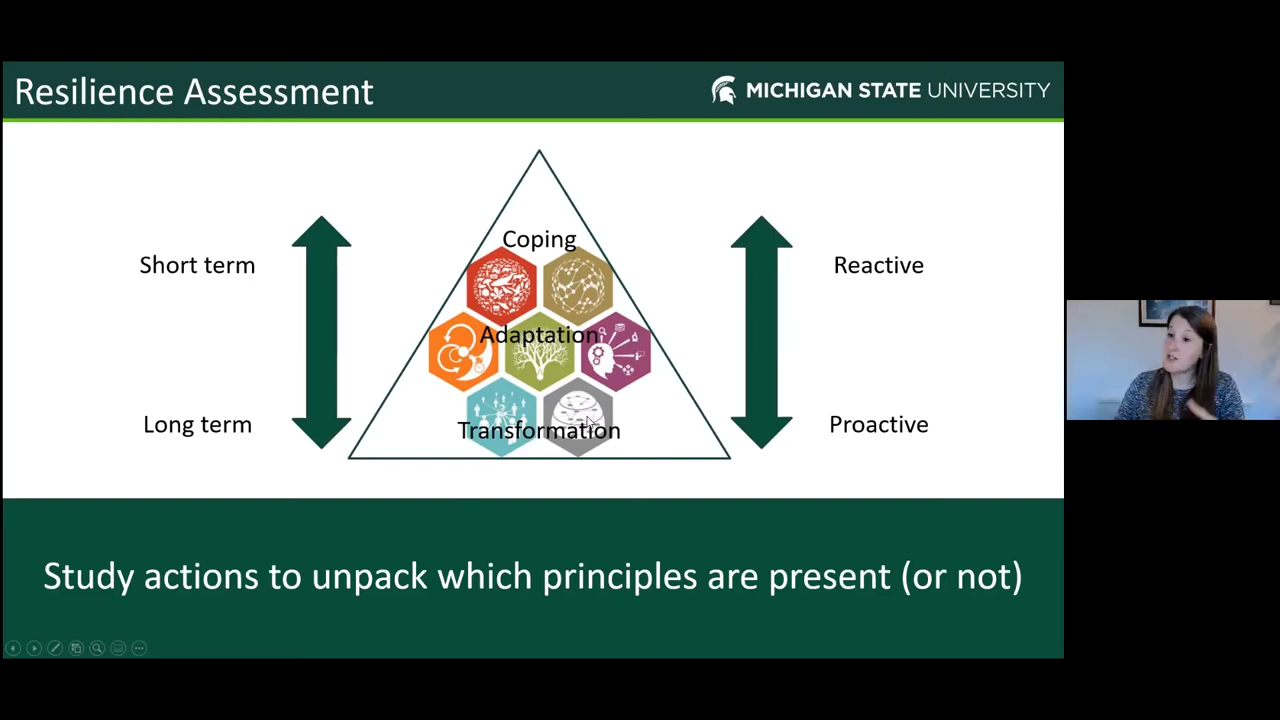 Resilience Assessment
MICHIGAN STATE UNIVERSITY
Coping
Short term
Reactive
Adaptation
Long term
Transformation
Proactive
Study actions to unpack which principles are present (or not)